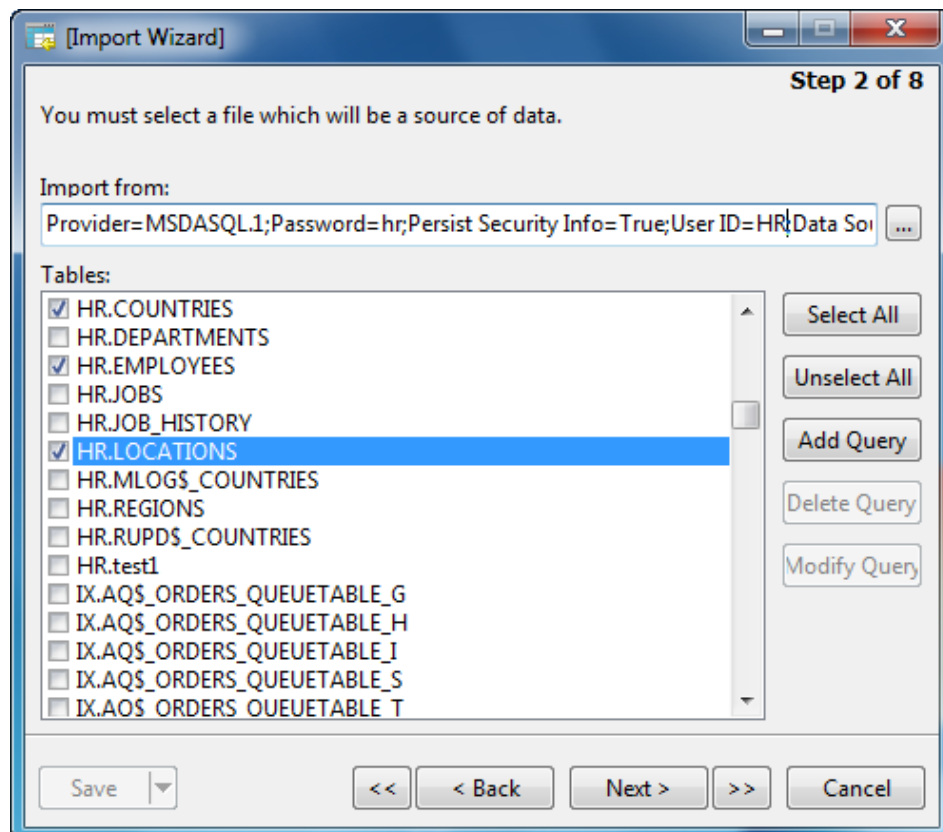 [Import Wizard]
Step 2 of 8
You must select a file which will be a source of data.
Import from:
Provider=MSDASQL.1;Password=hr;Persist Security Info=True;User ID=HR;Data Sou
...
Tables:
HR.COUNTRIES
HR.DEPARTMENTS
HR.EMPLOYEES
HR.JOBS
HR.JOB_HISTORY
HR.LOCATIONS
HR.MLOG$_COUNTRIES
HR.REGIONS
HR.RUPD$_COUNTRIES
HR.test1
IX.AQ$_ORDERS_QUEUETABLE_G
IX.AQ$_ORDERS_QUEUETABLE_H
IX.AQ$_ORDERS_QUEUETABLE_I
IX.AQ$_ORDERS_QUEUETABLE_S
IX.AQ$_ORDERS_QUEUETABLE_T
Select All
Unselect All
Add Query
Delete Query
Modify Query
Save
<<
< Back
Next >
>>
Cancel